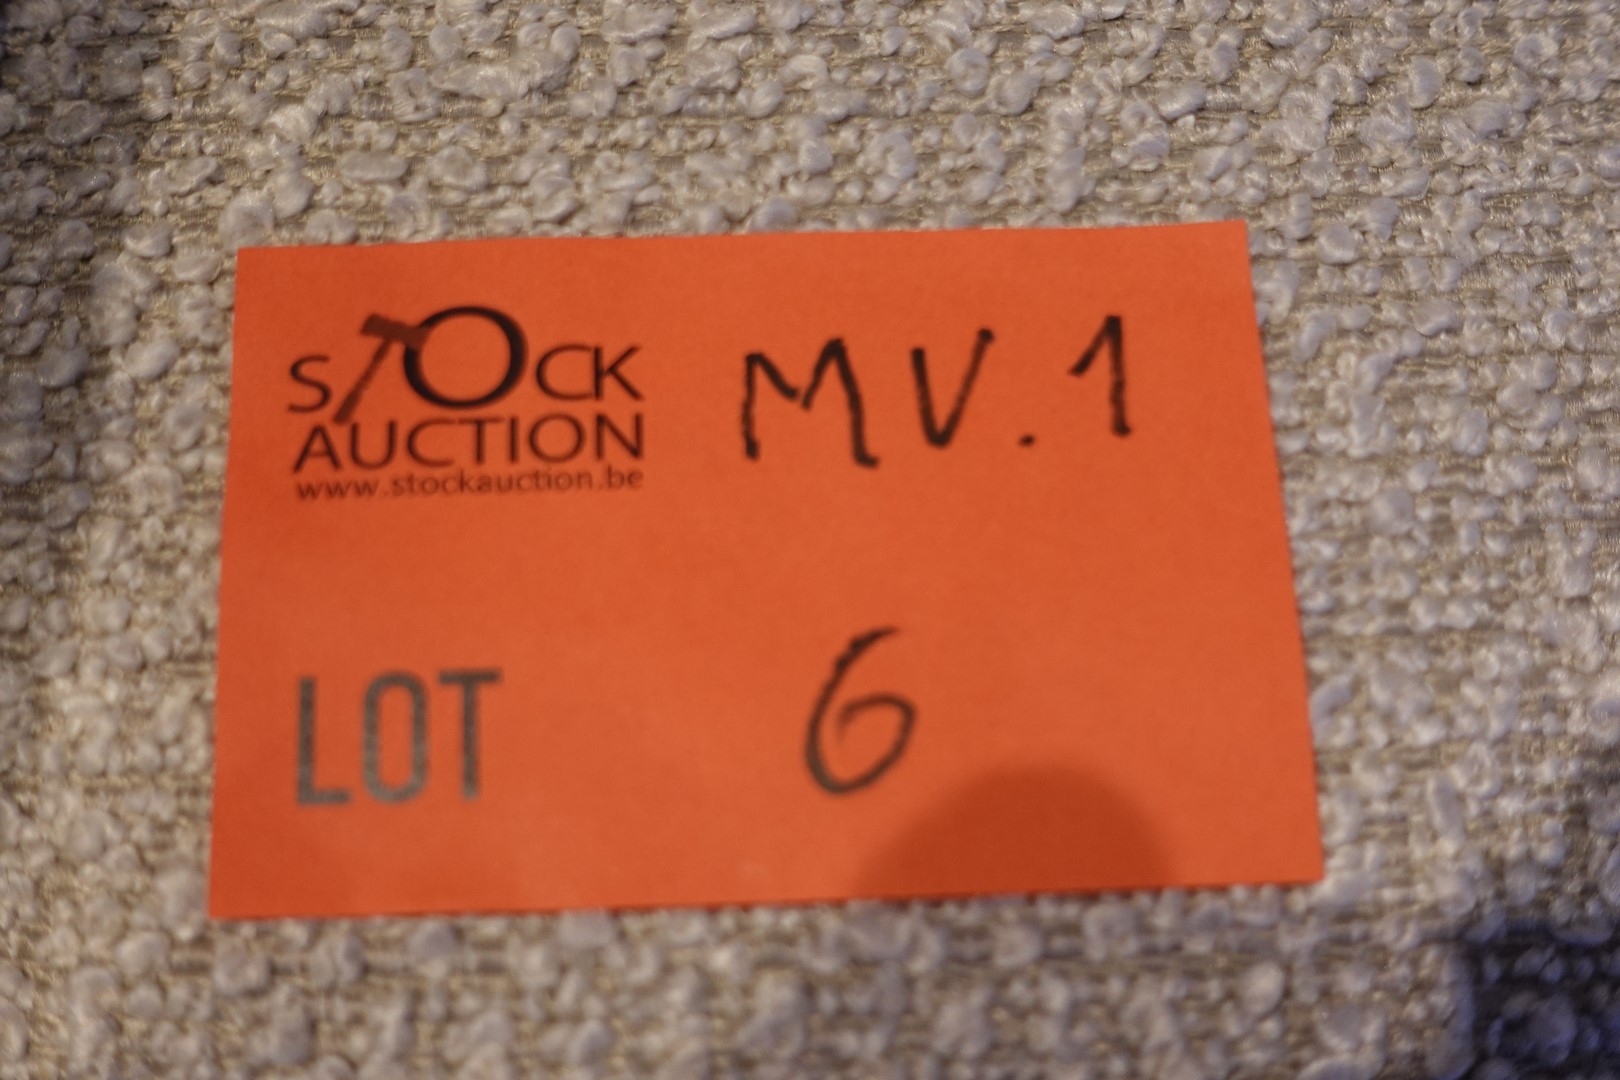 STOCK MV.1
AUCTION
www.stockauction.be
LOT 6